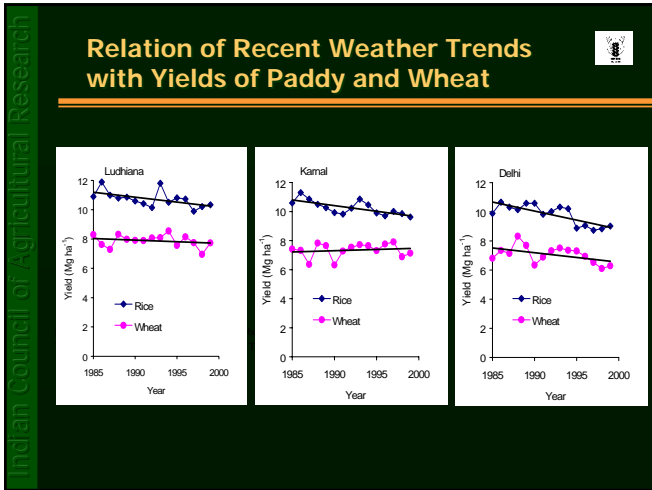 Relation of Recent Weather Trends
with Yields of Paddy and Wheat
Indian Council of Agricultural Research
Ludhiana
Yield (Mg ha-1)
12
10
8
6
4
2
0
Rice
Wheat
1985 1990 1995 2000
Year
Karnal
Yield (Mg ha-1)
12
10
8
6
4
2
0
Rice
Wheat
1985 1990 1995 2000
Year
Delhi
Yield (Mg ha-1)
12
10
8
6
4
2
0
Rice
Wheat
1985 1990 1995 2000
Year